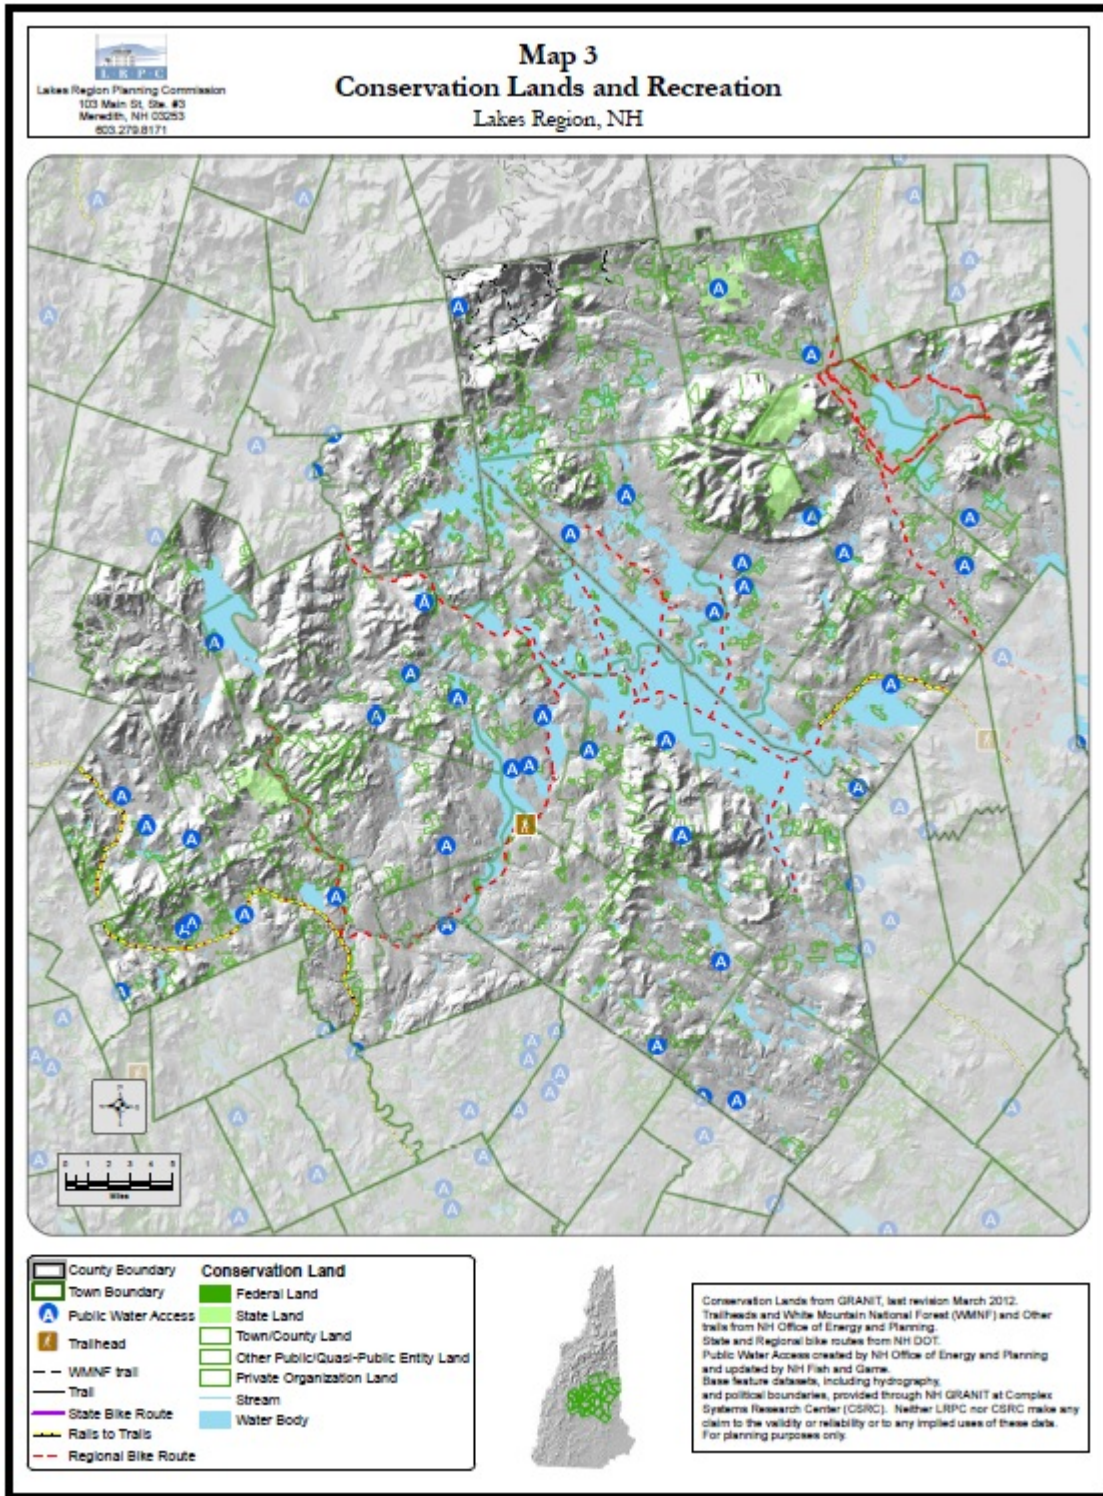 Map 3
Conservation Lands and Recreation
Lakes Region, NH
L R P C
Lakes Region Planning Commission
103 Main St, Ste. #3
Meredith, NH 03253
603.279.8171
0 1 2 3 4 5
Miles
County Boundary
Town Boundary
A Public Water Access
Trailhead
WMNF trail
Trail
State Bike Route
Rails to Trails
Regional Bike Route
Conservation Land
Federal Land
State Land
Town/County Land
Other Public/Quasi-Public Entity Land
Private Organization Land
Stream
Water Body
Conservation Lands from GRANIT, last revision March 2012.
Trailheads and White Mountain National Forest (WMNF) and Other
trails from NH Office of Energy and Planning.
State and Regional bike routes from NH DOT.
Public Water Access created by NH Office of Energy and Planning
and updated by NH Fish and Game.
Base feature datasets, including hydrography,
and political boundaries, provided through NH GRANIT at Complex
Systems Research Center (CSRC). Neither LRPC nor CSRC make any
claim to the validity or reliability or to any implied uses of these data.
For planning purposes only.